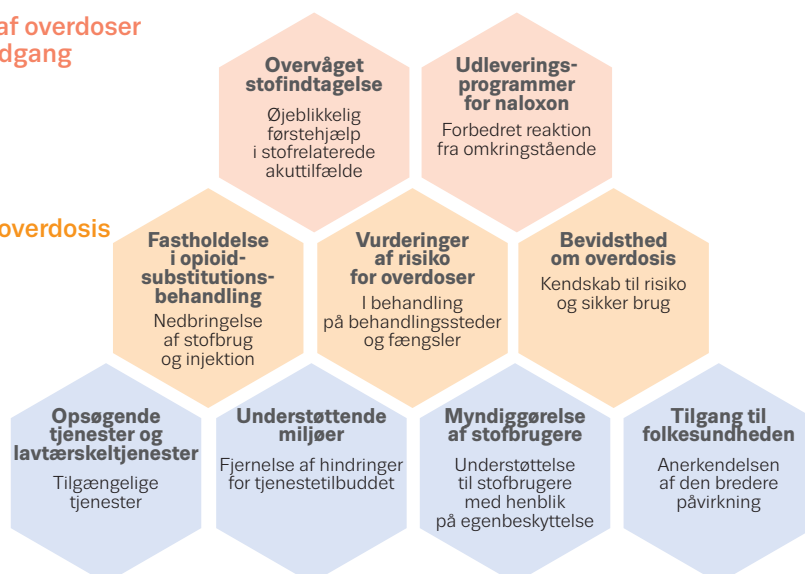 af overdoser
dgang
Overvåget
stofindtagelse
Øjeblikkelig
førstehjælp
i stofrelaterede
akuttilfælde
Udleverings-
programmer
for naloxon
Forbedret reaktion
fra omkringstående
overdosis
Fastholdelse
i opioid-
substitutions-
behandling
Nedbringelse
af stofbrug
og injektion
Vurderinger
af risiko
for overdoser
I behandling
på behandlingssteder
og fængsler
Bevidsthed
om overdosis
Kendskab til risiko
og sikker brug
Opsøgende
tjenester og
lavtærskeltjenester
Tilgængelige
tjenester
Understøttende
miljøer
Fjernelse af hindringer
for tjenestetilbuddet
Myndiggørelse
af stofbrugere
Understøttelse
til stofbrugere
med henblik
på egenbeskyttelse
Tilgang til
folkesundheden
Anerkendelsen
af den bredere
påvirkning